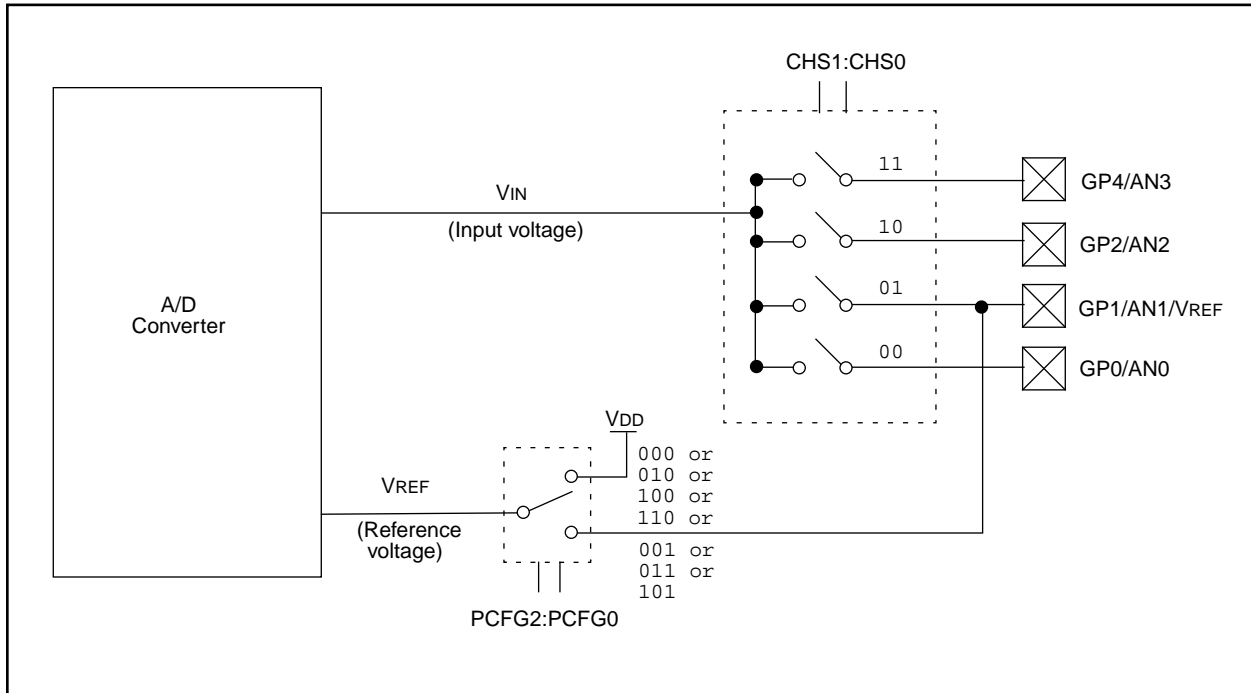 CHS1:CHS0
11
GP4/AN3
VIN
(Input voltage)
10
GP2/AN2
A/D
Converter
01
GP1/AN1/VREF
00
GP0/AN0
VDD
000 or
010 or
100 or
110 or
VREF
(Reference
voltage)
001 or
011 or
101
PCFG2:PCFG0